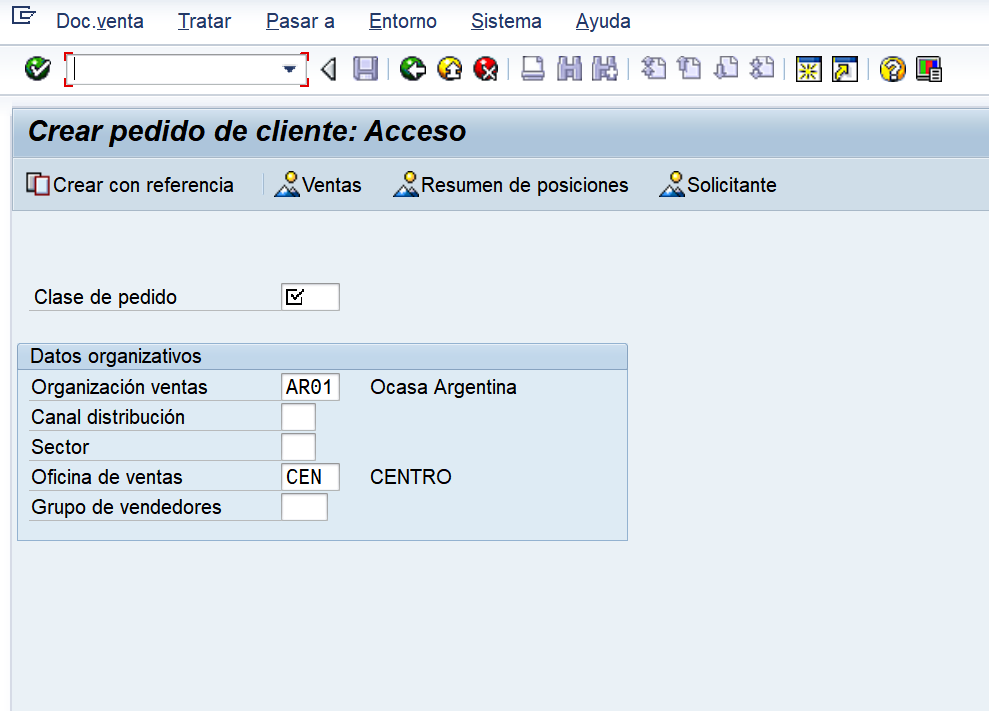 Doc.venta Tratar Pasar a Entorno Sistema Ayuda
Crear pedido de cliente: Acceso
Crear con referencia Ventas Resumen de posiciones Solicitante
Clase de pedido
Datos organizativos
Organización ventas AR01 Ocasa Argentina
Canal distribución
Sector
Oficina de ventas CEN CENTRO
Grupo de vendedores